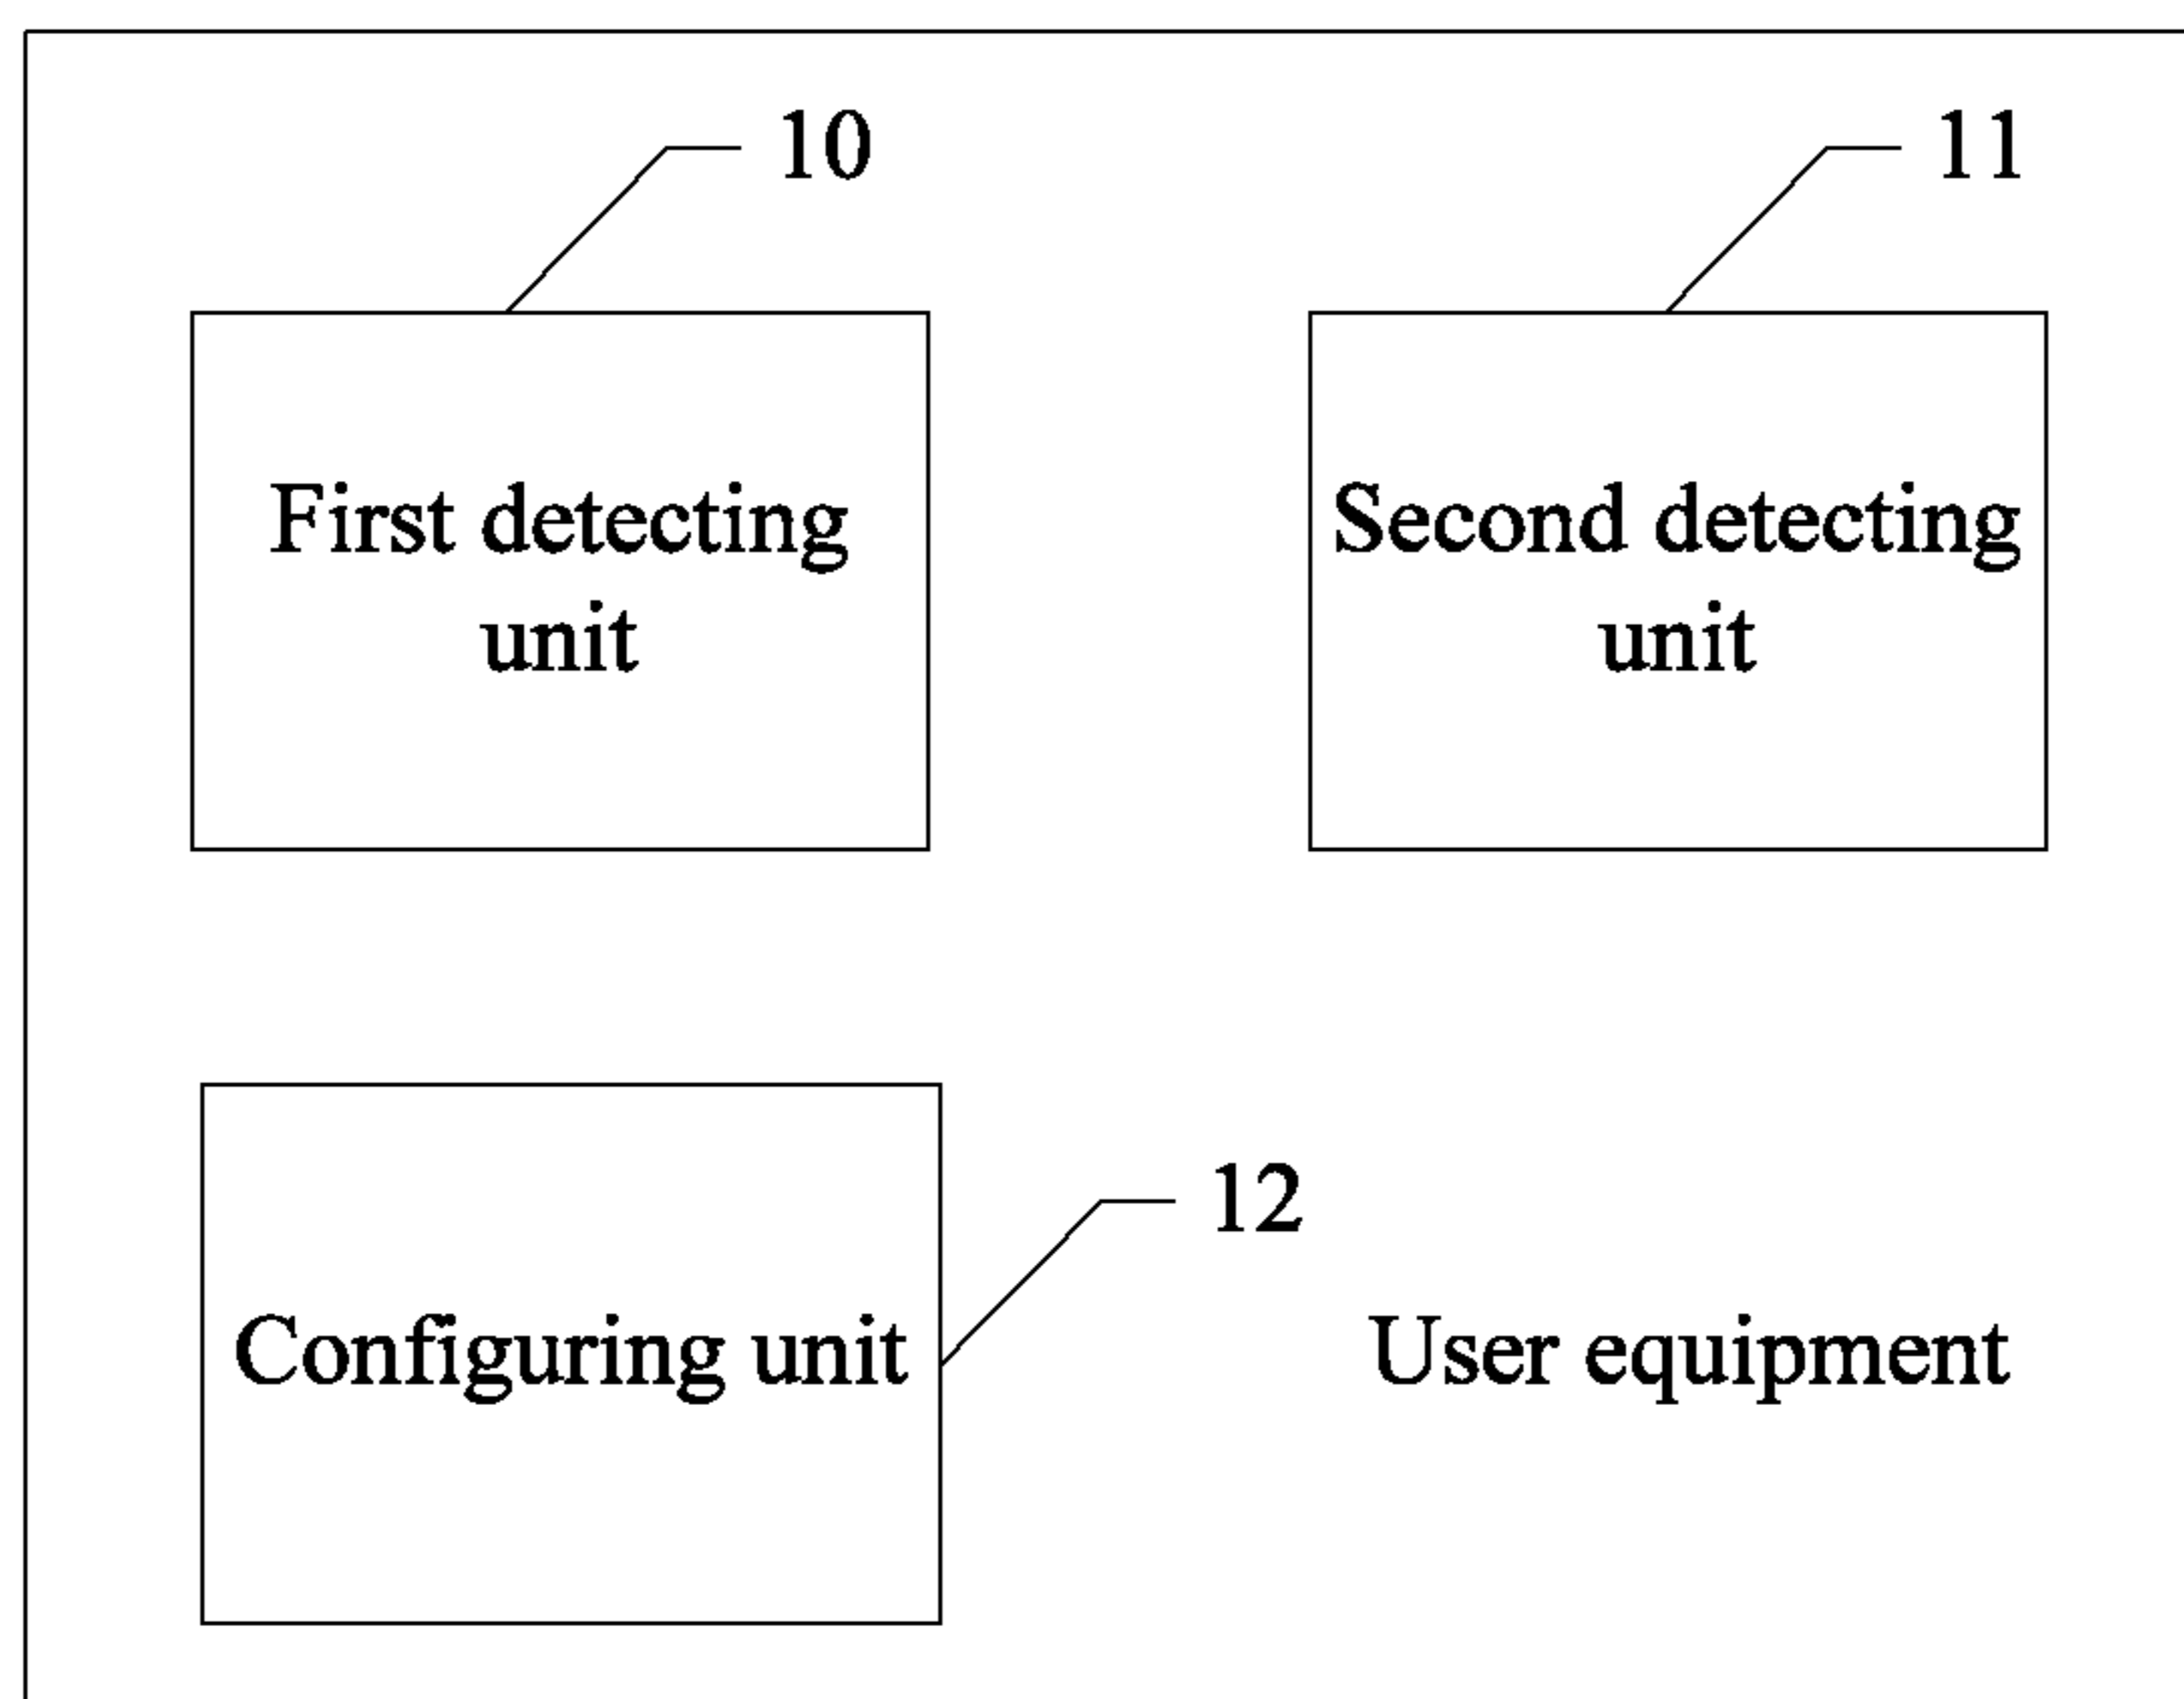 10
11
First detecting
unit
Second detecting
unit
12
Configuring unit
User equipment